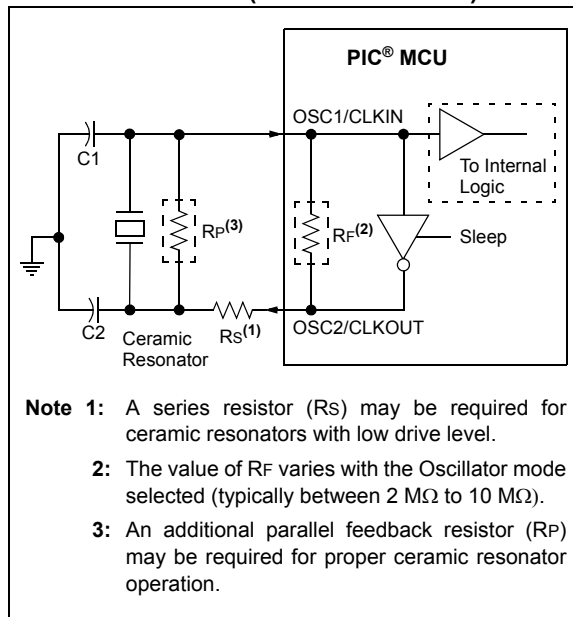 PIC® MCU
OSC1/CLKIN
C1
To Internal
Logic
RP(3)
RF(2)
Sleep
C2
Ceramic
Resonator
RS(1)
OSC2/CLKOUT
Note 1: A series resistor (RS) may be required for
ceramic resonators with low drive level.
2: The value of RF varies with the Oscillator mode
selected (typically between 2 MΩ to 10 MΩ).
3: An additional parallel feedback resistor (RP)
may be required for proper ceramic resonator
operation.